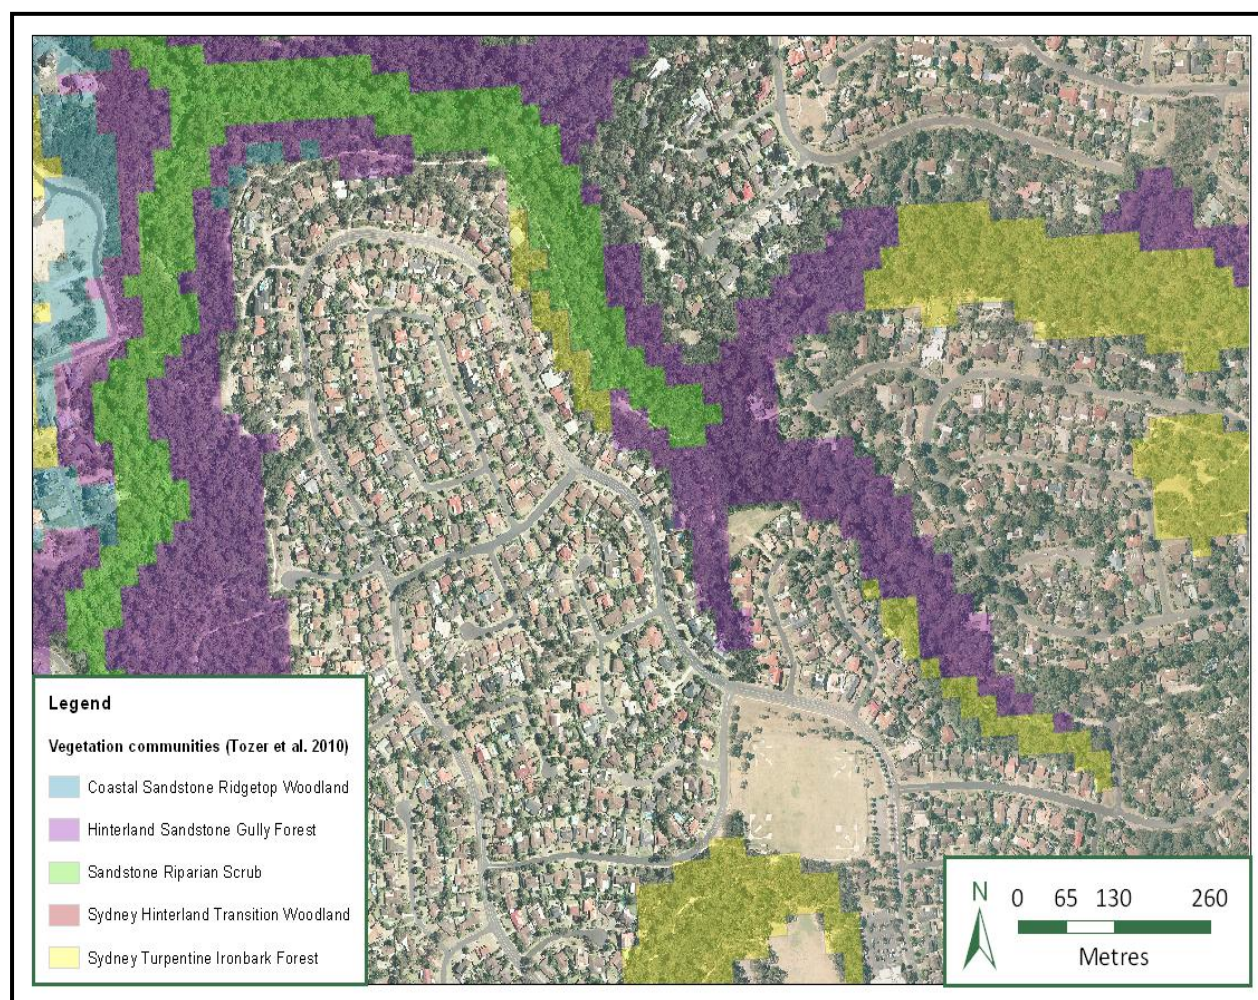 Legend
Vegetation communities (Tozer et al. 2010)
Coastal Sandstone Ridgetop Woodland
Hinterland Sandstone Gully Forest
Sandstone Riparian Scrub
Sydney Hinterland Transition Woodland
Sydney Turpentine Ironbark Forest
N
0 65 130 260
Metres